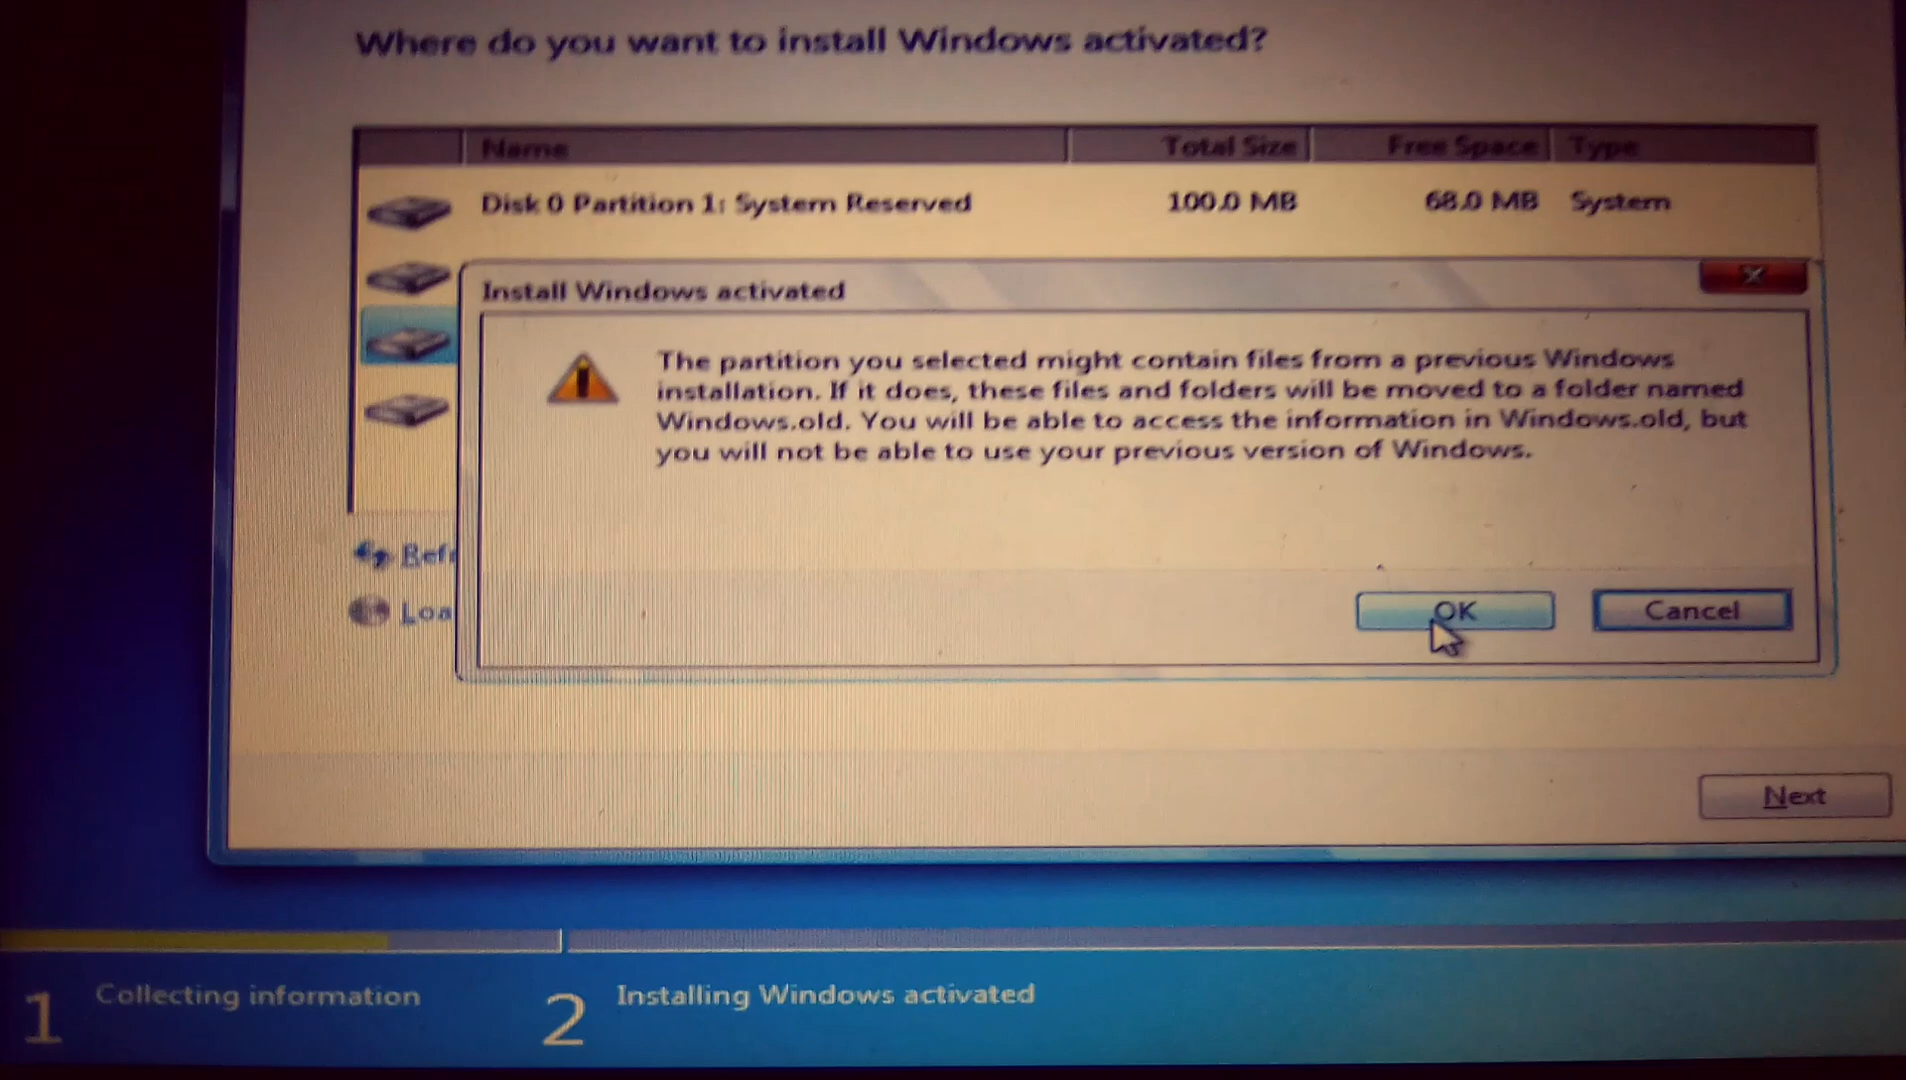 Where do you want to install Windows activated?
Name Total Size Free Space Type
Disk 0 Partition 1: System Reserved 100.0 MB 68.0 MB System
Install Windows activated
The partition you selected might contain files from a previous Windows
installation. If it does, these files and folders will be moved to a folder named
Windows.old. You will be able to access the information in Windows.old, but
you will not be able to use your previous version of Windows.
Refr
Loa
OK Cancel
Next
1 Collecting information 2 Installing Windows activated